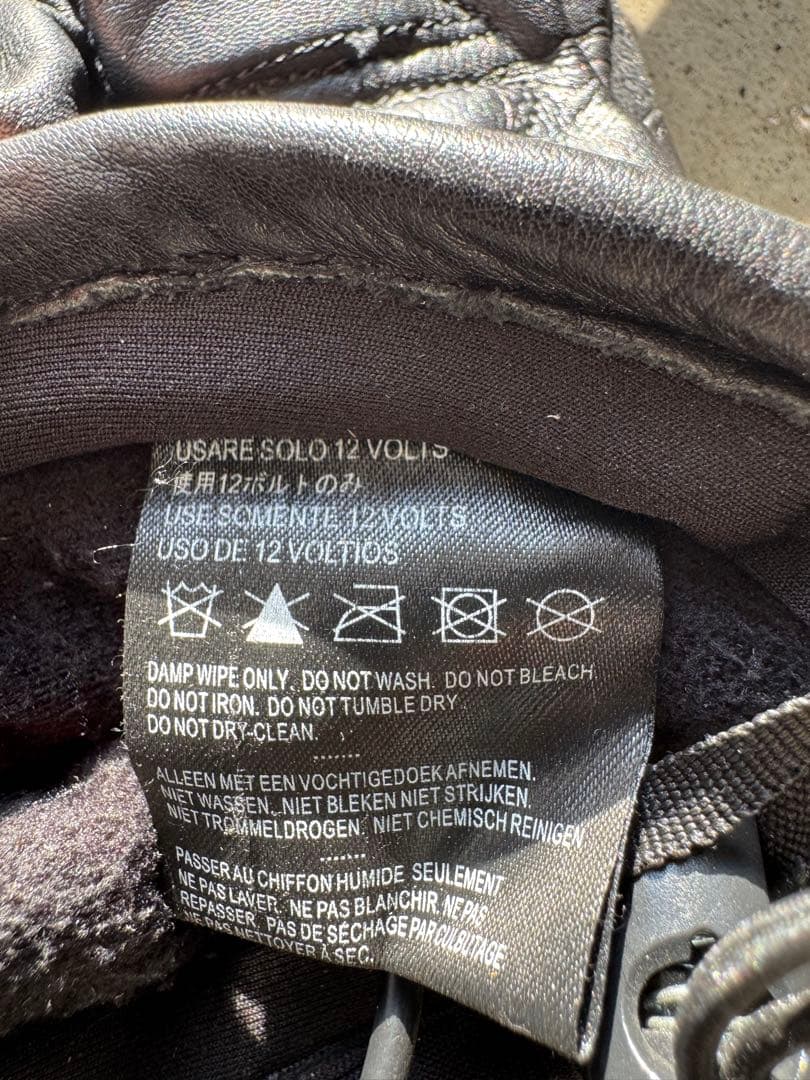 USARE SOLO 12 VOLTS
使用12ボルトのみ
USE SOMENTE 12 VOLTS
USO DE 12 VOLTIOS
DAMP WIPE ONLY. DO NOT WASH. DO NOT BLEACH
DO NOT IRON. DO NOT TUMBLE DRY.
DO NOT DRY-CLEAN.
.......
ALLEEN MET EEN VOCHTIGEDOEK AFNEMEN.
NIET WASSEN. NIET BLEKEN NIET STRIJKEN.
NIET TROMMELDROGEN. NIET CHEMISCH REINIGEN
.......
PASSER AU CHIFFON HUMIDE SEULEMENT
NE PAS LAVER. NE PAS BLANCHIR. NE PAS
REPASSER. PAS DE SÉCHAGE PAR CULBUTAGE
NE PAS NETTOYER À SEC.